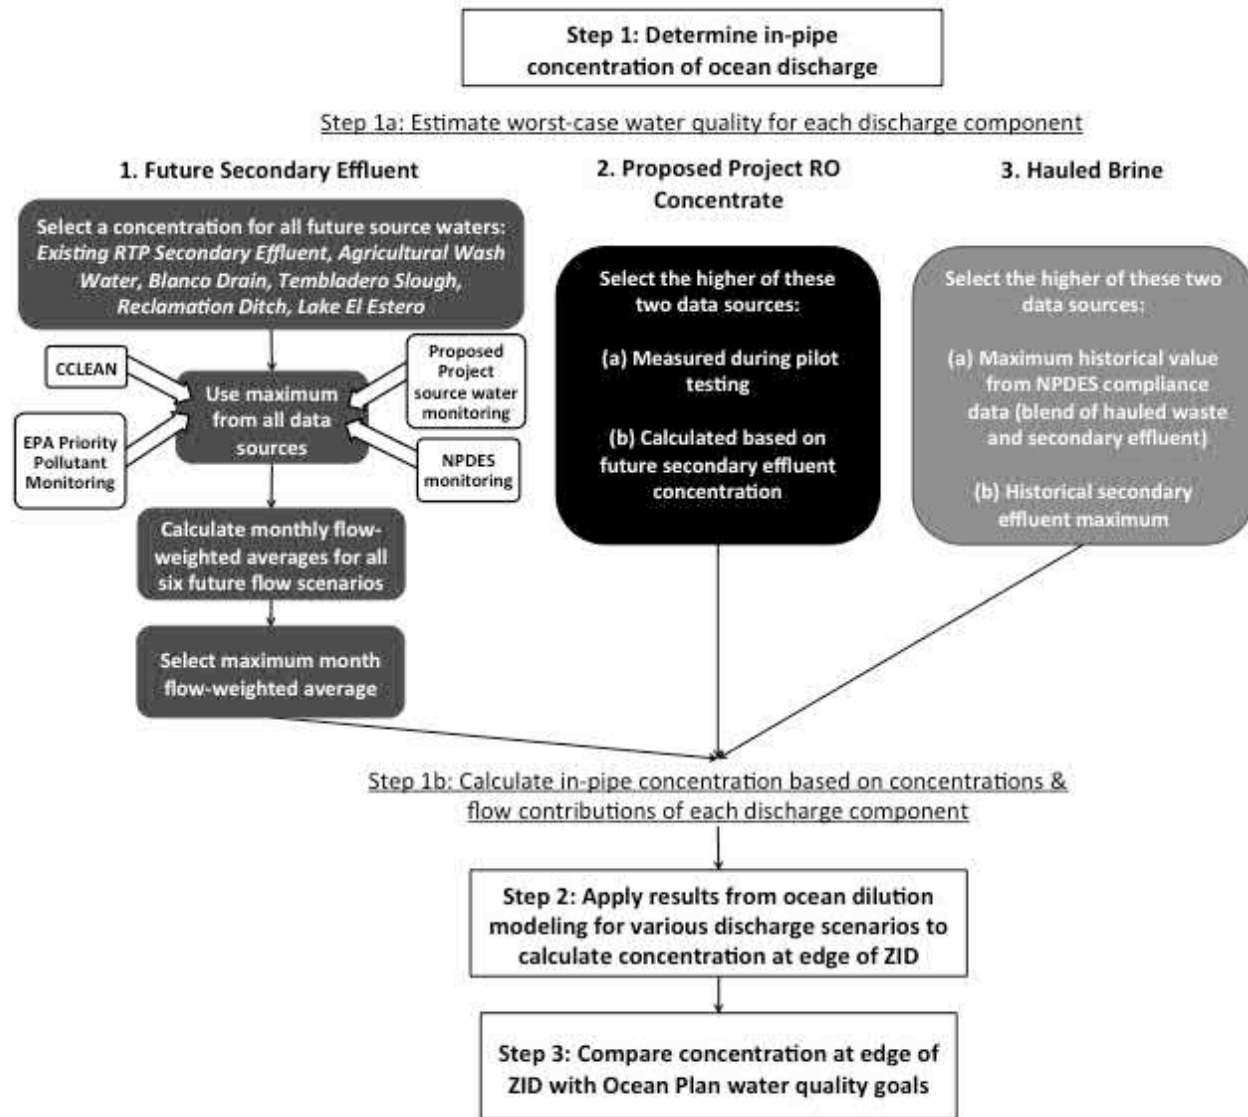 Step 1: Determine in-pipe
concentration of ocean discharge
Step 1a: Estimate worst-case water quality for each discharge component
1. Future Secondary Effluent
Select a concentration for all future source waters:
Existing RTP Secondary Effluent, Agricultural Wash
Water, Blanco Drain, Tembladero Slough,
Reclamation Ditch, Lake El Estero
CCLEAN
EPA Priority
Pollutant
Monitoring
Use maximum
from all data
sources
Proposed
Project
source water
monitoring
NPDES
monitoring
Calculate monthly flow-
weighted averages for all
six future flow scenarios
Select maximum month
flow-weighted average
2. Proposed Project RO
Concentrate
Select the higher of these
two data sources:
(a) Measured during pilot
testing
(b) Calculated based on
future secondary effluent
concentration
3. Hauled Brine
Select the higher of these two
data sources:
(a) Maximum historical value
from NPDES compliance
data (blend of hauled waste
and secondary effluent)
(b) Historical secondary
effluent maximum
Step 1b: Calculate in-pipe concentration based on concentrations &
flow contributions of each discharge component
Step 2: Apply results from ocean dilution
modeling for various discharge scenarios to
calculate concentration at edge of ZID
Step 3: Compare concentration at edge of
ZID with Ocean Plan water quality goals